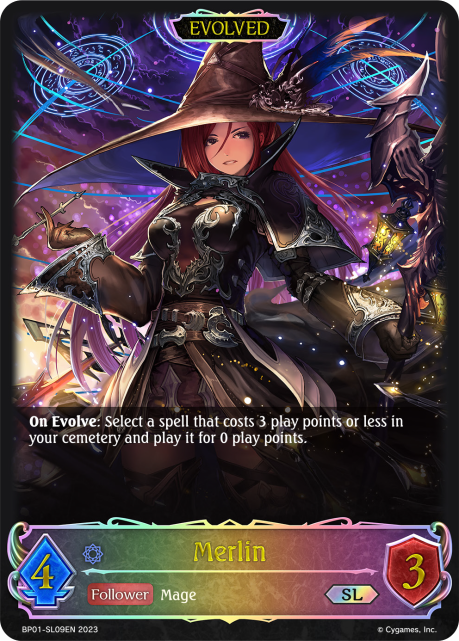 EVOLVED
On Evolve: Select a spell that costs 3 play points or less in
your cemetery and play it for 0 play points.
Merlin
4
3
Follower Mage
SL
BP01-SL09EN 2023
© Cygames, Inc.